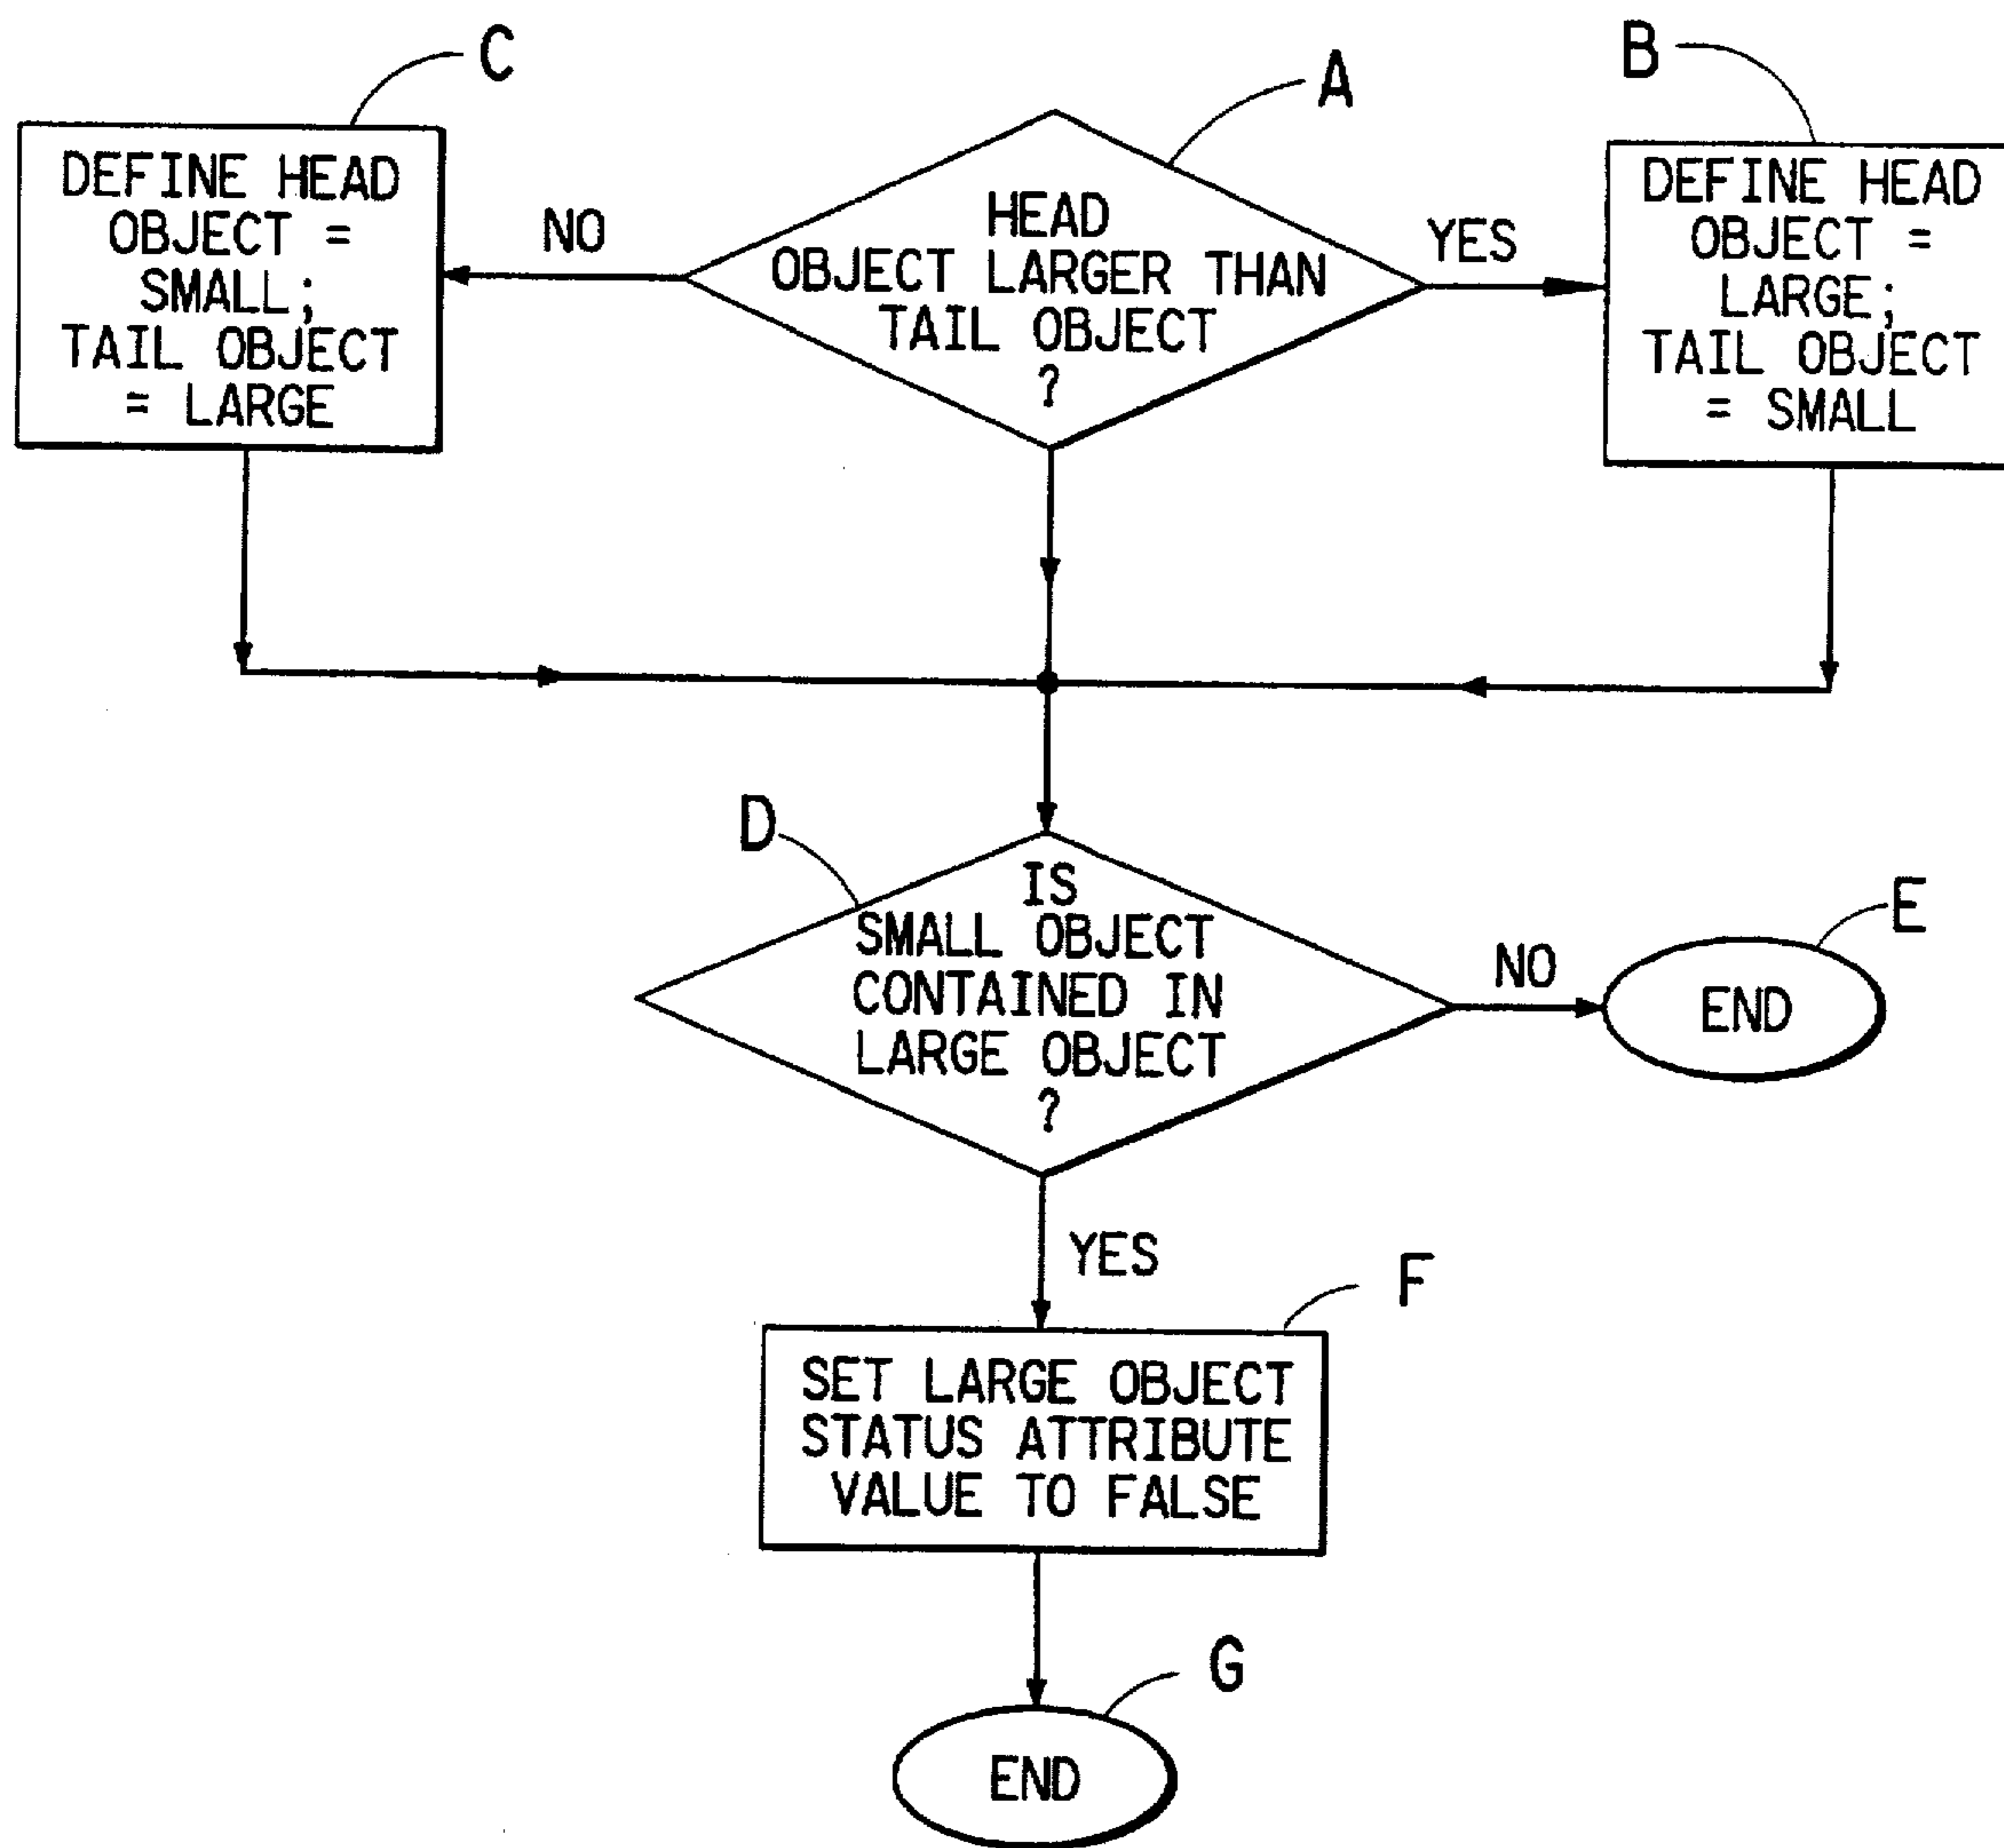 C
A
B
DEFINE HEAD
OBJECT =
SMALL;
TAIL OBJECT
= LARGE
NO
HEAD
OBJECT LARGER THAN
TAIL OBJECT
?
YES
DEFINE HEAD
OBJECT =
LARGE;
TAIL OBJECT
= SMALL
D
IS
SMALL OBJECT
CONTAINED IN
LARGE OBJECT
?
NO
E
END
YES
F
SET LARGE OBJECT
STATUS ATTRIBUTE
VALUE TO FALSE
G
END